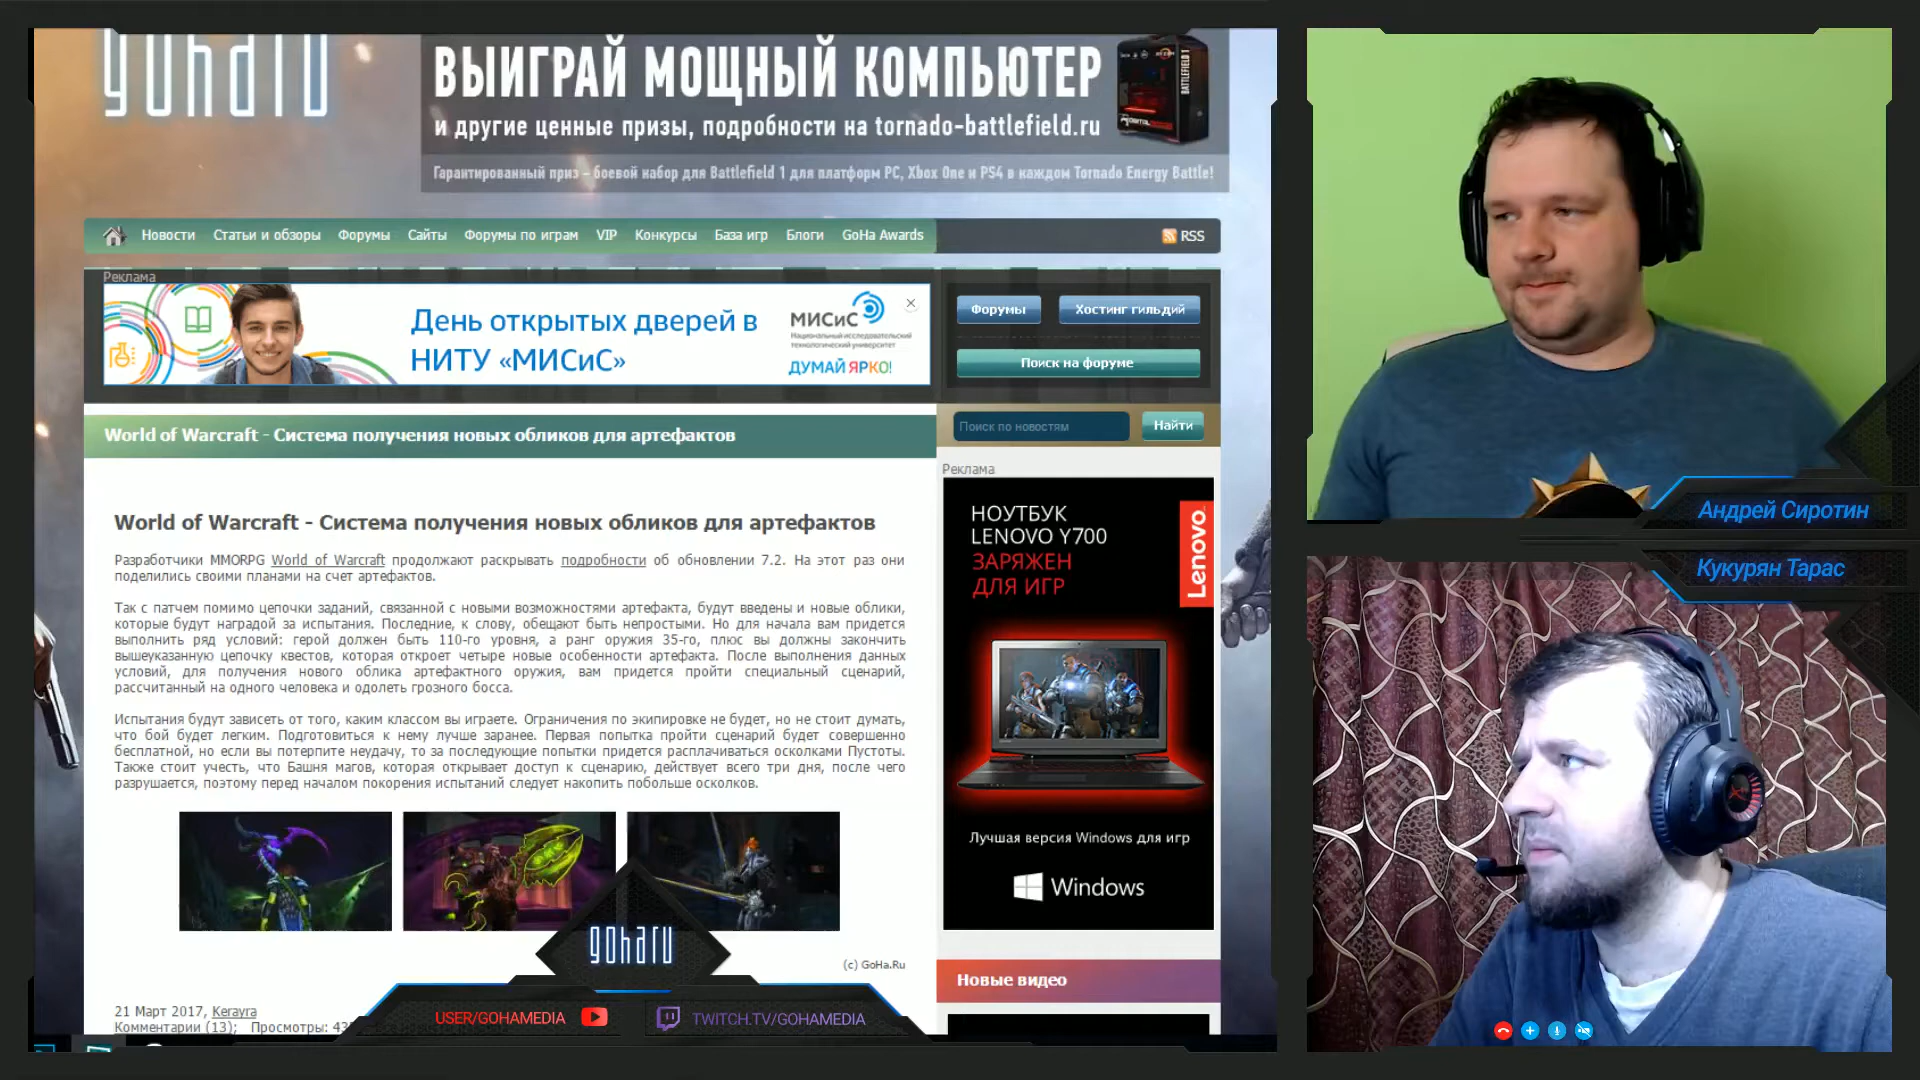 goharu
ВЫИГРАЙ МОЩНЫЙ КОМПЬЮТЕР
и другие ценные призы, подробности на tornado-battlefield.ru
Гарантированный приз – боевой набор для Battlefield 1 для платформ PC, Xbox One и PS4 в каждом Tornado Energy Battle!
BATTLEFIELD 1
Новости Статьи и обзоры Форумы Сайты Форумы по играм VIP Конкурсы База игр Блоги GoHa Awards RSS
Реклама
День открытых дверей в
НИТУ «МИСиС»
МИСиС
Национальный исследовательский
технологический университет
ДУМАЙ ЯРКО!
Форумы Хостинг гильдий
Поиск на форуме
World of Warcraft - Система получения новых обликов для артефактов
Поиск по новостям Найти
World of Warcraft - Система получения новых обликов для артефактов
Разработчики MMORPG World of Warcraft продолжают раскрывать подробности об обновлении 7.2. На этот раз они
поделились своими планами на счет артефактов.
Так с патчем помимо цепочки заданий, связанной с новыми возможностями артефакта, будут введены и новые облики,
которые будут наградой за испытания. Последние, к слову, обещают быть непростыми. Но для начала вам придется
выполнить ряд условий: герой должен быть 110-го уровня, а ранг оружия 35-го, плюс вы должны закончить
вышеуказанную цепочку квестов, которая откроет четыре новые особенности артефакта. После выполнения данных
условий, для получения нового облика артефактного оружия, вам придется пройти специальный сценарий,
рассчитанный на одного человека и одолеть грозного босса.
Испытания будут зависеть от того, каким классом вы играете. Ограничения по экипировке не будет, но не стоит думать,
что бой будет легким. Подготовиться к нему лучше заранее. Первая попытка пройти сценарий будет совершенно
бесплатной, но если вы потерпите неудачу, то за последующие попытки придется расплачиваться осколками Пустоты.
Также стоит учесть, что Башня магов, которая открывает доступ к сценарию, действует всего три дня, после чего
разрушается, поэтому перед началом покорения испытаний следует накопить побольше осколков.
(c) GoHa.Ru
21 Март 2017, Kerayra
Комментарии (13); Просмотры: 43
Реклама
НОУТБУК
LENOVO Y700
ЗАРЯЖЕН
ДЛЯ ИГР
Lenovo
Лучшая версия Windows для игр
Windows
Новые видео
goharu
USER/GOHAMEDIA TWITCH.TV/GOHAMEDIA
Андрей Сиротин
Кукурян Тарас